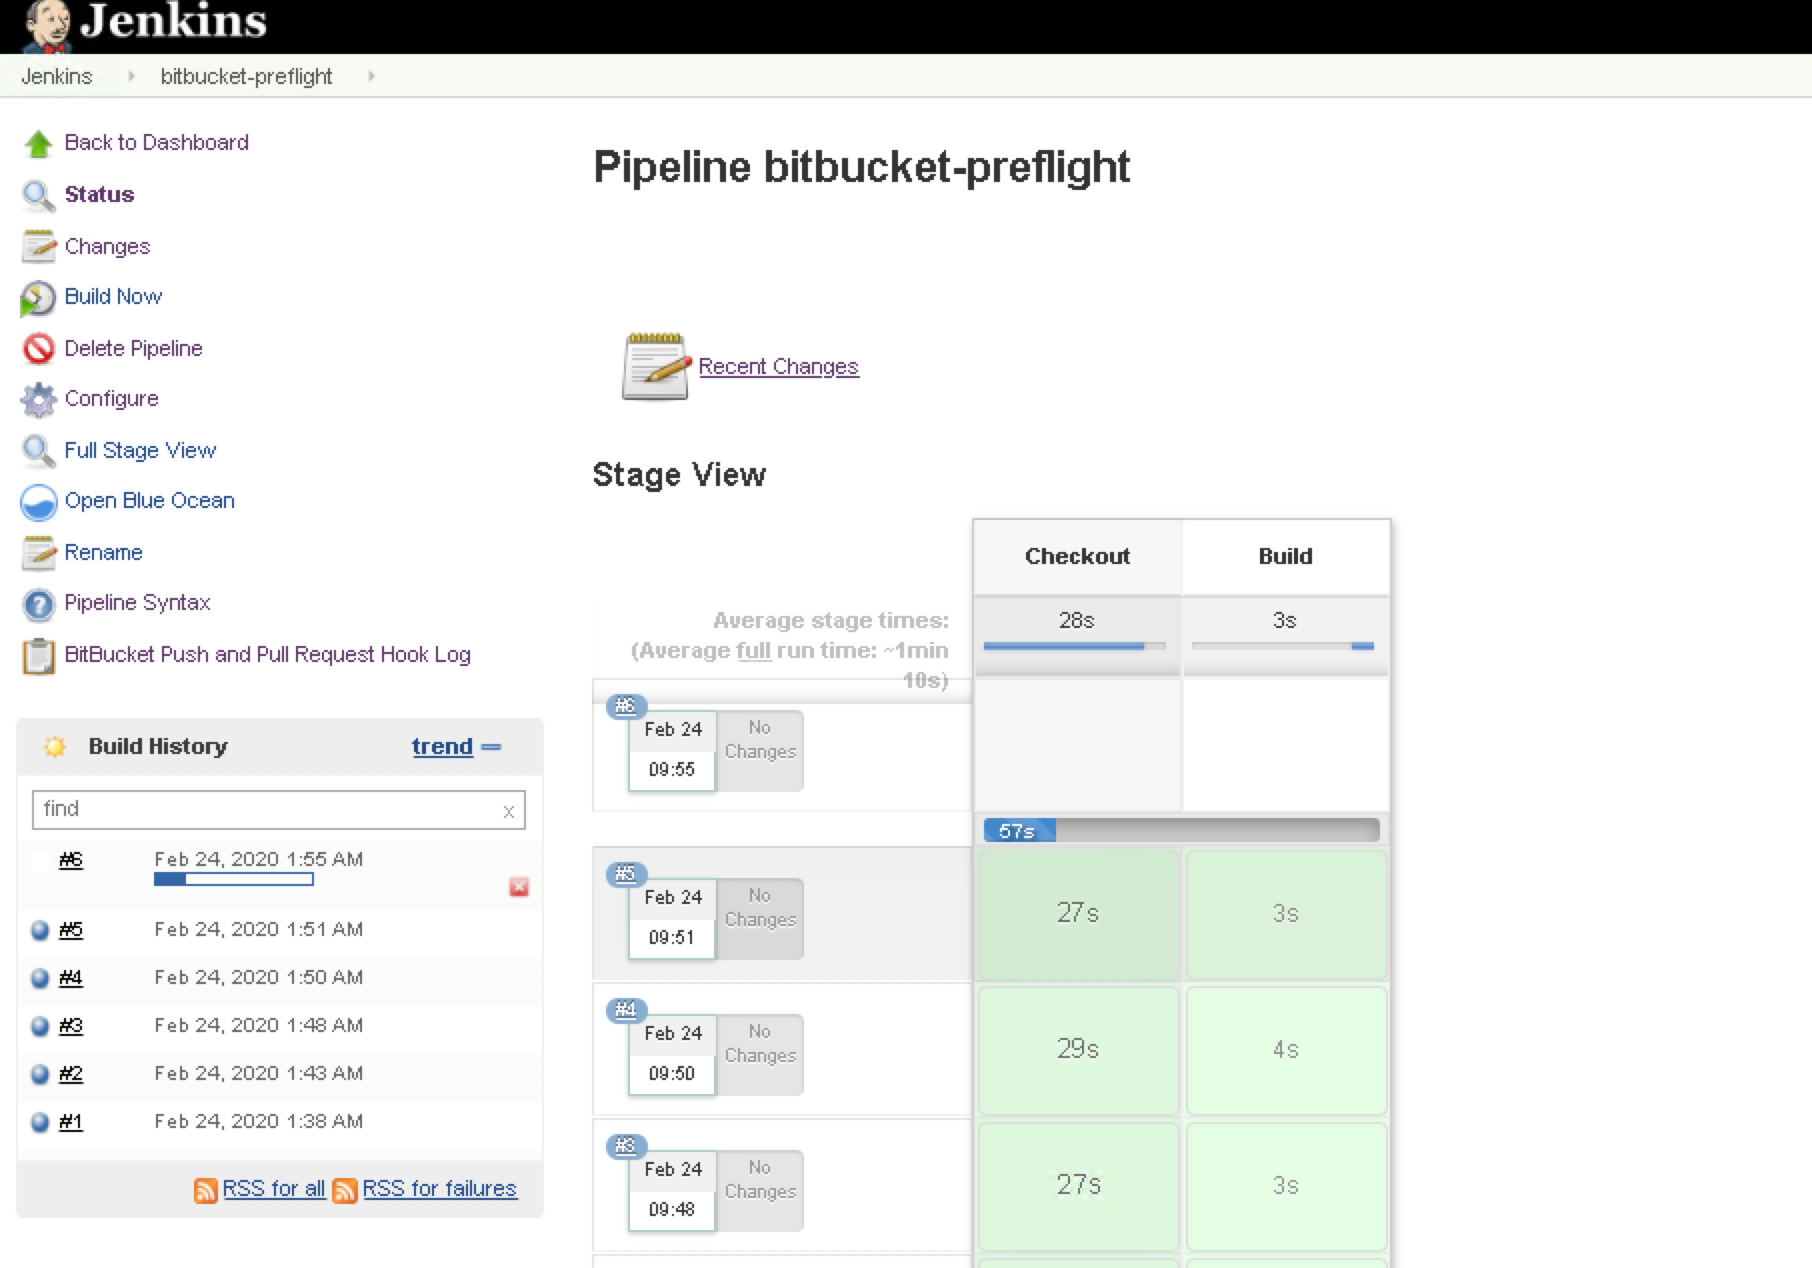 Jenkins
Jenkins
bitbucket-preflight
Back to Dashboard
Status
Changes
Build Now
Delete Pipeline
Configure
Full Stage View
Open Blue Ocean
Rename
Pipeline Syntax
BitBucket Push and Pull Request Hook Log
Build History
trend
find
x
#6
Feb 24, 2020 1:55 AM
#5
Feb 24, 2020 1:51 AM
#4
Feb 24, 2020 1:50 AM
#3
Feb 24, 2020 1:48 AM
#2
Feb 24, 2020 1:43 AM
#1
Feb 24, 2020 1:38 AM
RSS for all
RSS for failures
Pipeline bitbucket-preflight
Recent Changes
Stage View
Checkout
Build
Average stage times:
(Average full run time: ~1min
10s)
28s
3s
#6
Feb 24
09:55
No
Changes
57s
#5
Feb 24
09:51
No
Changes
27s
3s
#4
Feb 24
09:50
No
Changes
29s
4s
#3
Feb 24
09:48
No
Changes
27s
3s